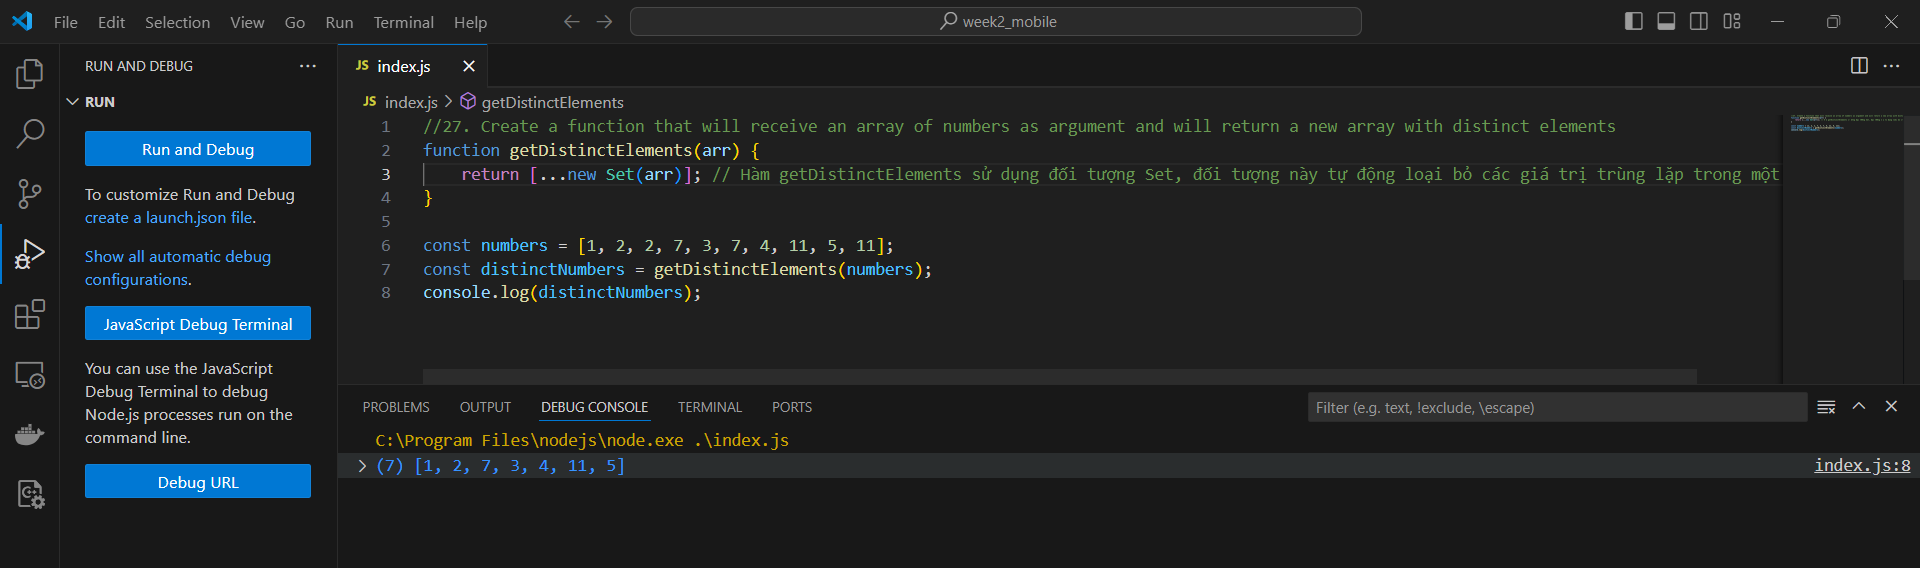 File Edit Selection View Go Run Terminal Help
week2_mobile
RUN AND DEBUG
RUN
Run and Debug
To customize Run and Debug
create a launch.json file.
Show all automatic debug
configurations.
JavaScript Debug Terminal
You can use the JavaScript
Debug Terminal to debug
Node.js processes run on the
command line.
Debug URL
JS index.js
JS index.js > getDistinctElements
1 //27. Create a function that will receive an array of numbers as argument and will return a new array with distinct elements
2 function getDistinctElements(arr) {
3 return [...new Set(arr)]; // Hàm getDistinctElements sử dụng đối tượng Set, đối tượng này tự động loại bỏ các giá trị trùng lặp trong một
4 }
5
6 const numbers = [1, 2, 2, 7, 3, 7, 4, 11, 5, 11];
7 const distinctNumbers = getDistinctElements(numbers);
8 console.log(distinctNumbers);
PROBLEMS OUTPUT DEBUG CONSOLE TERMINAL PORTS
Filter (e.g. text, !exclude, \escape)
C:\Program Files\nodejs\node.exe .\index.js
> (7) [1, 2, 7, 3, 4, 11, 5] index.js:8